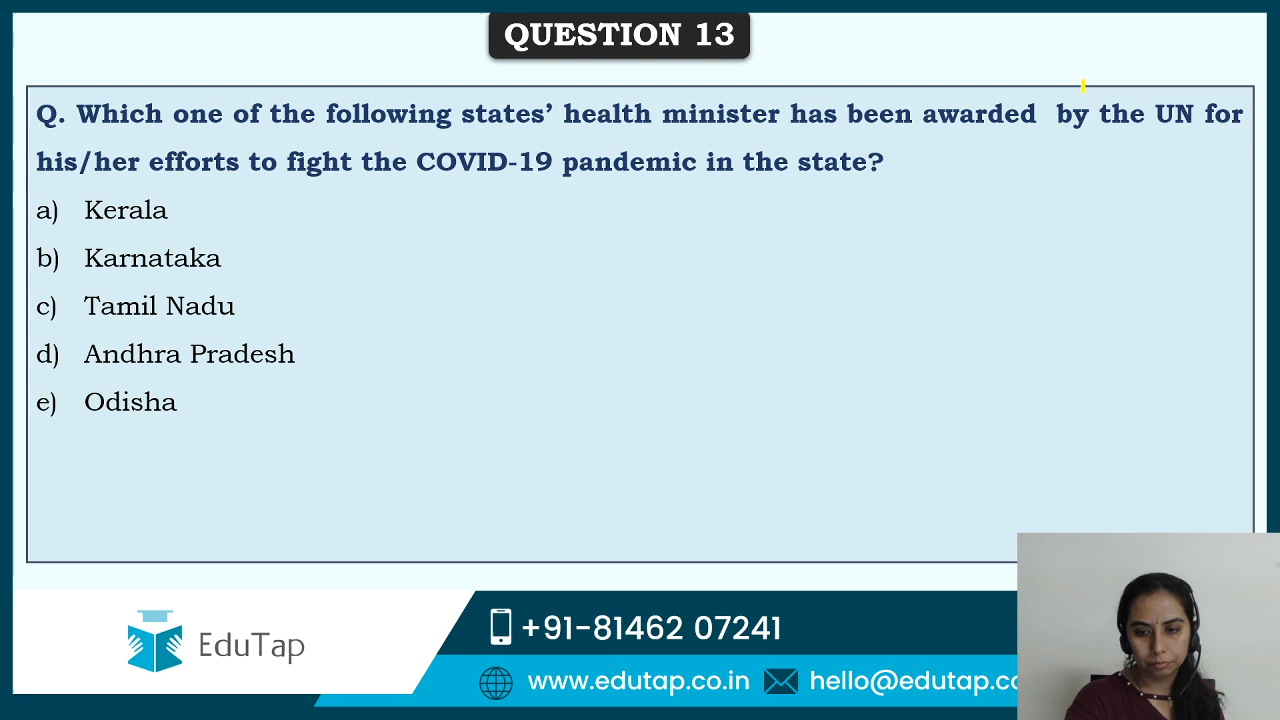 QUESTION 13
Q. Which one of the following states’ health minister has been awarded by the UN for
his/her efforts to fight the COVID-19 pandemic in the state?
a) Kerala
b) Karnataka
c) Tamil Nadu
d) Andhra Pradesh
e) Odisha
EduTap
+91-81462 07241
www.edutap.co.in
hello@edutap.co